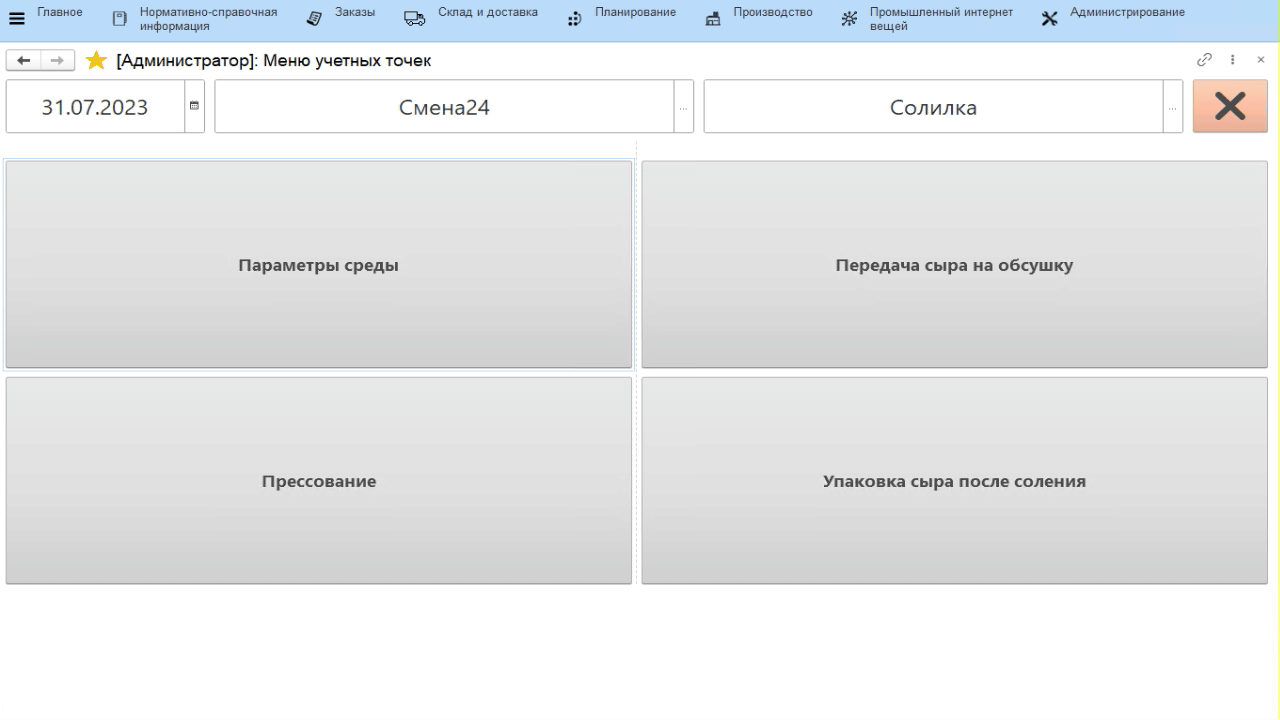 Главное
Нормативно-справочная
информация
Заказы
Склад и доставка
Планирование
Производство
Промышленный интернет
вещей
Администрирование
[Администратор]: Меню учетных точек
31.07.2023
Смена24
...
Солилка
...
Параметры среды
Передача сыра на обсушку
Прессование
Упаковка сыра после соления